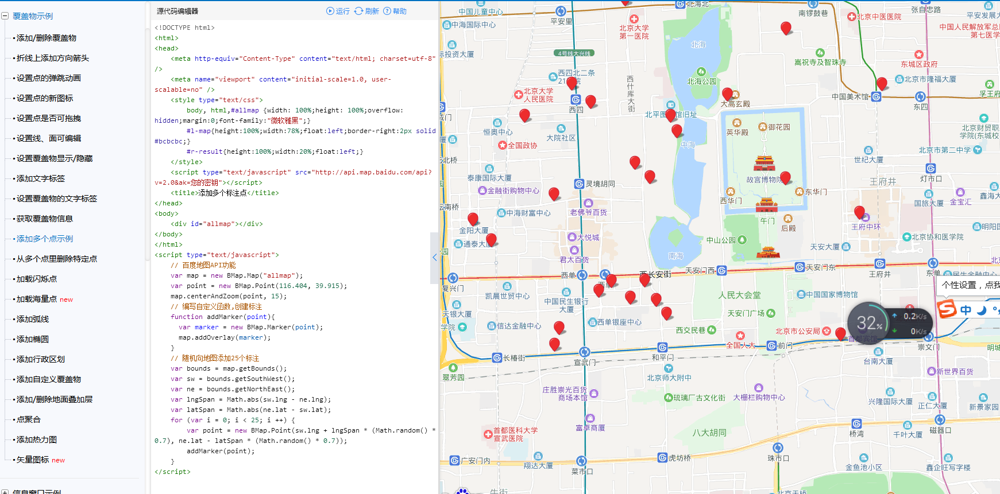 覆盖物示例
添加/删除覆盖物
折线上添加方向箭头
设置点的弹跳动画
设置点的新图标
设置点是否可拖拽
设置线、面可编辑
设置覆盖物显示/隐藏
添加文字标签
设置覆盖物的文字标签
获取覆盖物信息
添加多个点示例
从多个点里删除特定点
加载闪烁点
加载海量点 new
添加弧线
添加椭圆
添加行政区划
添加自定义覆盖物
添加/删除地面叠加层
点聚合
添加热力图
矢量图标 new
信息窗口示例
源代码编辑器 运行 刷新 帮助
<!DOCTYPE html>
<html>
<head>
<meta http-equiv="Content-Type" content="text/html; charset=utf-8"
/>
<meta name="viewport" content="initial-scale=1.0, user-
scalable=no" />
<style type="text/css">
body, html,#allmap {width: 100%;height: 100%;overflow:
hidden;margin:0;font-family:"微软雅黑";}
#l-map{height:100%;width:78%;float:left;border-right:2px solid
#bcbcbc;}
#r-result{height:100%;width:20%;float:left;}
</style>
<script type="text/javascript" src="http://api.map.baidu.com/api?
v=2.0&ak=您的密钥"></script>
<title>添加多个标注点</title>
</head>
<body>
<div id="allmap"></div>
</body>
</html>
<script type="text/javascript">
// 百度地图API功能
var map = new BMap.Map("allmap");
var point = new BMap.Point(116.404, 39.915);
map.centerAndZoom(point, 15);
// 编写自定义函数,创建标注
function addMarker(point){
var marker = new BMap.Marker(point);
map.addOverlay(marker);
}
// 随机向地图添加25个标注
var bounds = map.getBounds();
var sw = bounds.getSouthWest();
var ne = bounds.getNorthEast();
var lngSpan = Math.abs(sw.lng - ne.lng);
var latSpan = Math.abs(ne.lat - sw.lat);
for (var i = 0; i < 25; i ++) {
var point = new BMap.Point(sw.lng + lngSpan * (Math.random() *
0.7), ne.lat - latSpan * (Math.random() * 0.7));
addMarker(point);
}
</script>
中国儿童中心
平安里
北海北
南锣鼓巷
张自忠路
平安发展大
中海国际中心
北京大学
第一医院
北海
北京中医医院
中国人民解放军总
第七医学
际投资大厦
4号线大兴线
嵩祝寺及智珠寺
东城区政府
西四北二条
西什库大街
北海公园
北京市隆福大厦
北京大学
人民医院
西四
大高玄殿
中国美术馆
东四
孚王府
恒奥中心
大院社区
英华殿
御花园
北京财贸职
学院(东城校
全国政协
中海
世纪大厦
北京市第二中学
北桥
泰康国际大厦
故宫博物院
灯市口
金融街购物中心
灵境胡同
西华门
东华门
王府井
国旅大厦
金宝汇
鑫海大
云南桥
中海财富中心
老佛爷百货
午门
后殿
王府中环
明阳国
金阳大厦
通泰大厦
大悦城
中山公园
北京协和医学院
君太百货
南海
天安大厦
西单
西长安街
天安门西
天安门东
王府井
东单
民生金融中心
复兴门
凯晨世贸中心
中国民生银行
大厦
人民大会堂
中国国家博物馆
个性设置，点我
天银大厦
天安门广场
中
学院
信达金融中心
西单银座中心
西交民巷
北京市公安局
32%
0.2K/s
0K/s
全国人大
前门
首都宾馆
崇文门
明城
长椿街
宣武门
和平门
台南大厦
翠芳园
北京师大附中
新世界百货
庄胜崇光百货
商场本馆
琉璃厂古文化街
大栅栏购物中心
兴隆国际大厦
正仁大厦
新景家园
富卓商厦
八大胡同
首都医科大学
宣武医院
桥湾
千叶大厦
磁器口
广安门内
翔达大厦
菜市口
虎坊桥
珠市口
金鱼池小区
鑫企旺写字楼
牛街
北京天桥